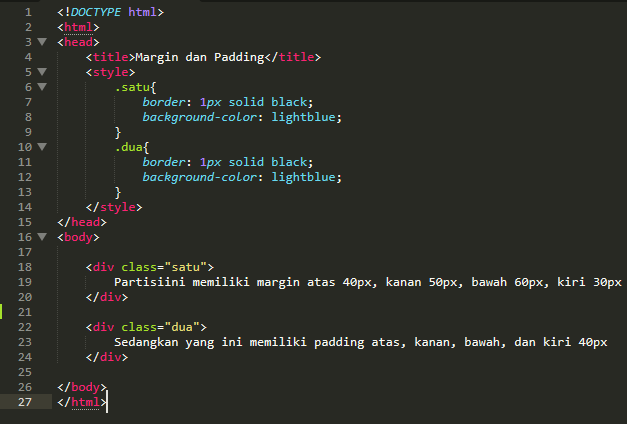 1 <!DOCTYPE html>
2 <html>
3 <head>
4 <title>Margin dan Padding</title>
5 <style>
6 .satu{
7 border: 1px solid black;
8 background-color: lightblue;
9 }
10 .dua{
11 border: 1px solid black;
12 background-color: lightblue;
13 }
14 </style>
15 </head>
16 <body>
17
18 <div class="satu">
19 Partisiini memiliki margin atas 40px, kanan 50px, bawah 60px, kiri 30px
20 </div>
21
22 <div class="dua">
23 Sedangkan yang ini memiliki padding atas, kanan, bawah, dan kiri 40px
24 </div>
25
26 </body>
27 </html>